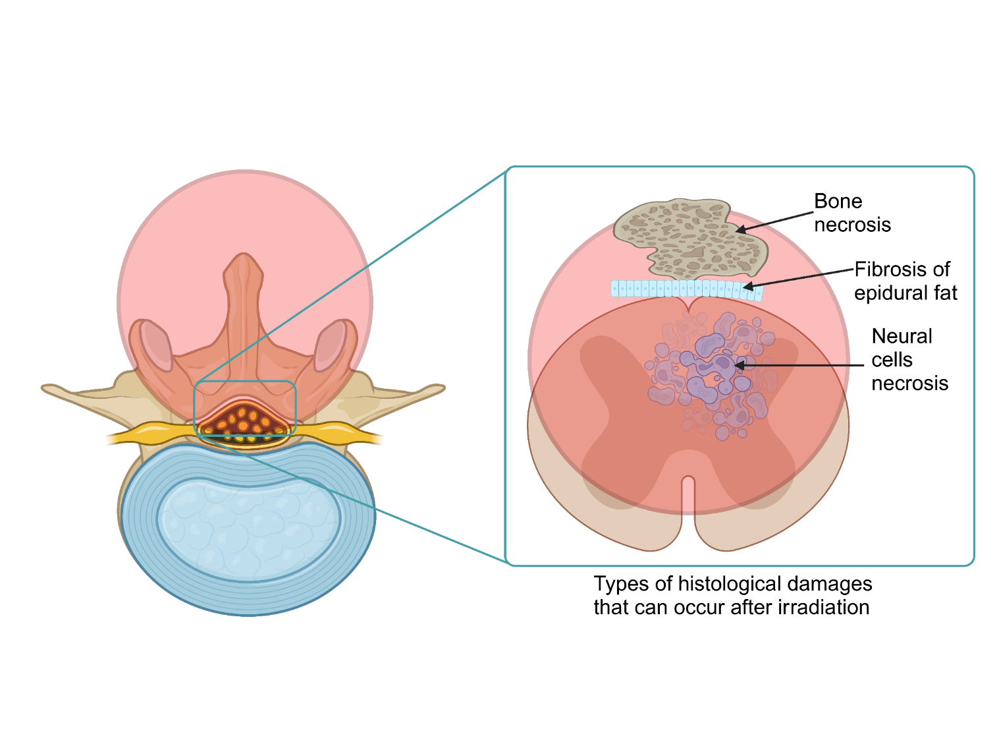 Bone
necrosis
Fibrosis of
epidural fat
Neural
cells
necrosis
Types of histological damages
that can occur after irradiation